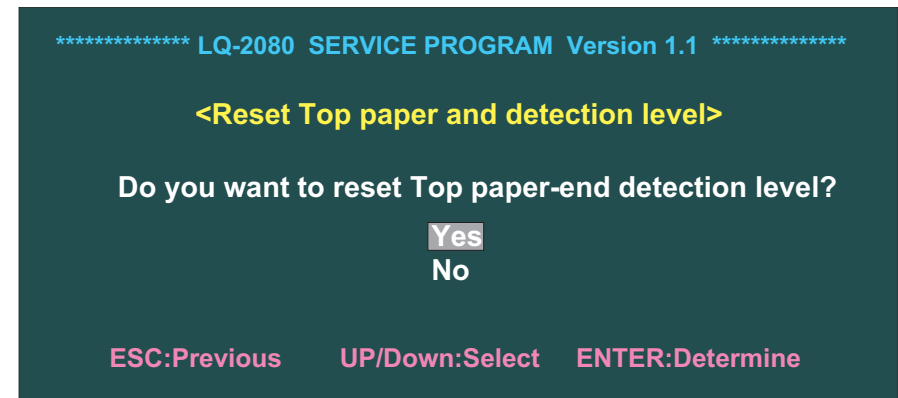 ************** LQ-2080 SERVICE PROGRAM Version 1.1 **************
<Reset Top paper and detection level>
Do you want to reset Top paper-end detection level?
Yes
No
ESC:Previous UP/Down:Select ENTER:Determine